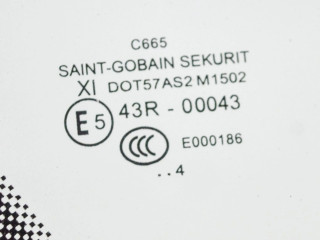 C665
SAINT-GOBAIN SEKURIT
XI DOT57AS2 M1502
E5 43R - 00043
CCC E000186
..4